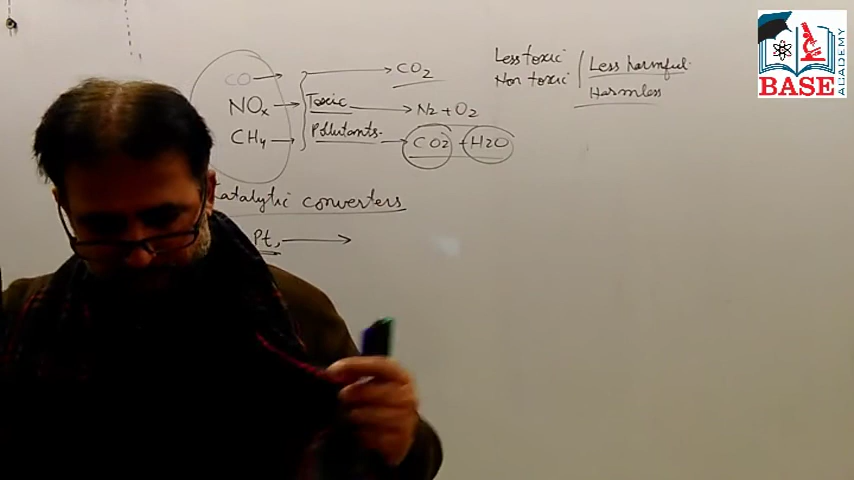 CO → → CO2
NOx → Toxic → N2 + O2
CH4 → Pollutants → CO2 + H2O
Less toxic
Non toxic
Less harmful
Harmless
Catalytic converters
Pt, →
BASE
ACADEMY